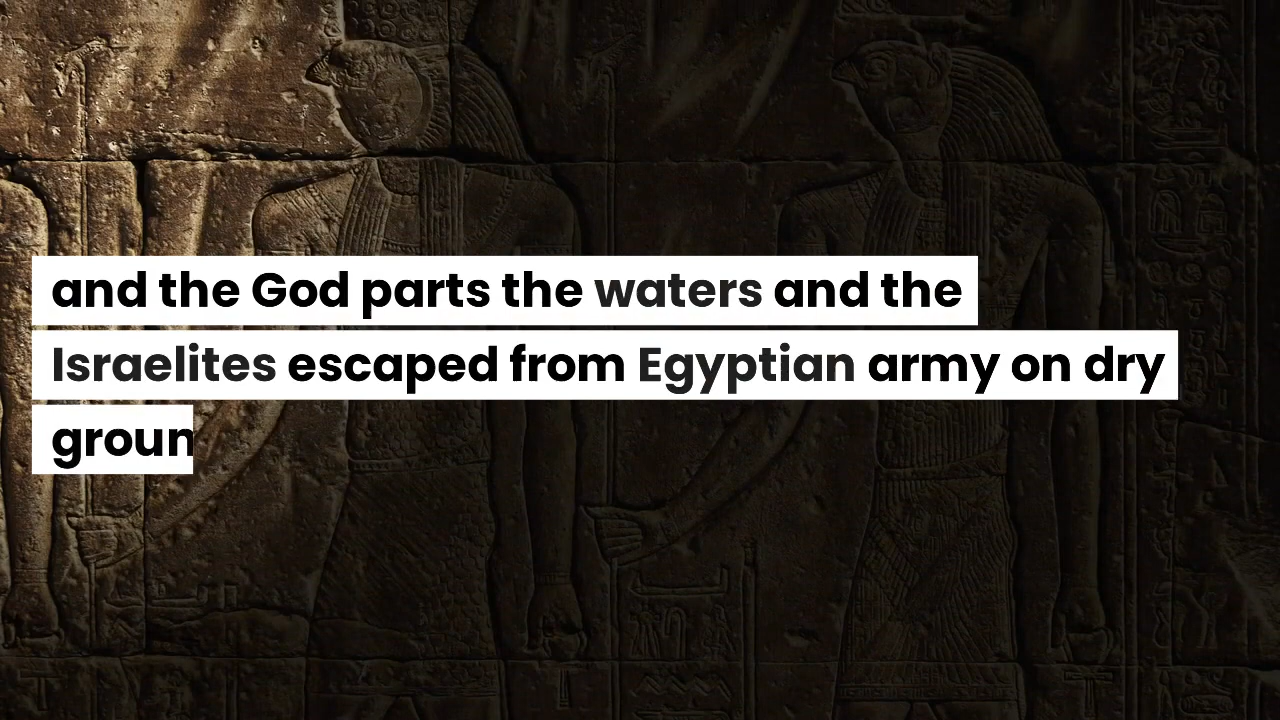 and the God parts the waters and the
Israelites escaped from Egyptian army on dry
groun